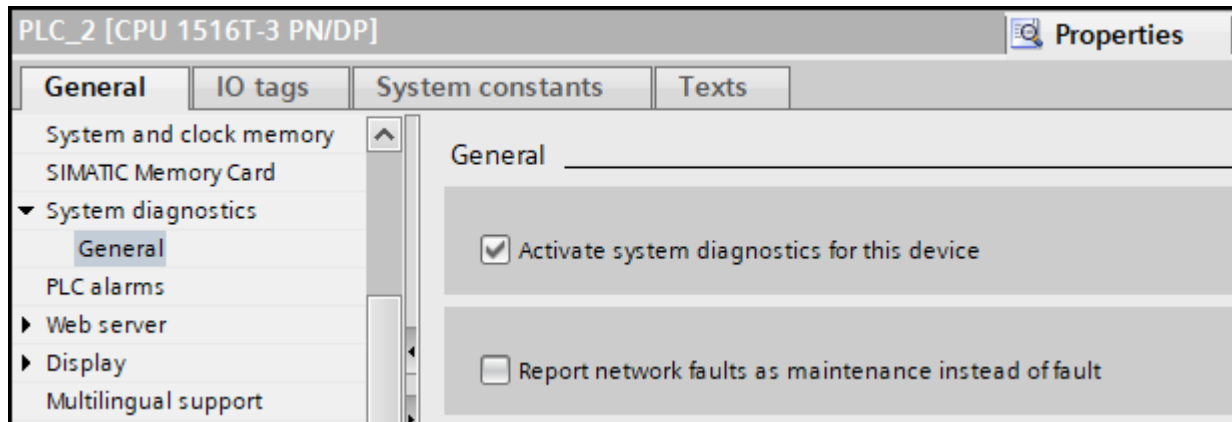 PLC_2 [CPU 1516T-3 PN/DP]
Properties
General
IO tags
System constants
Texts
System and clock memory
SIMATIC Memory Card
System diagnostics
General
PLC alarms
Web server
Display
Multilingual support
General
Activate system diagnostics for this device
Report network faults as maintenance instead of fault